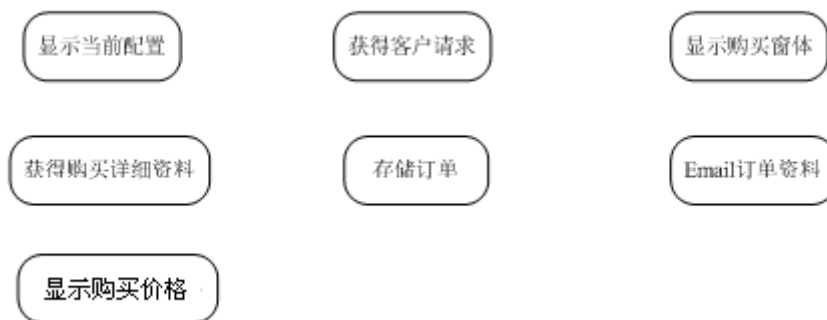 显示当前配置
获得客户请求
显示购买窗体
获得购买详细资料
存储订单
Email订单资料
显示购买价格